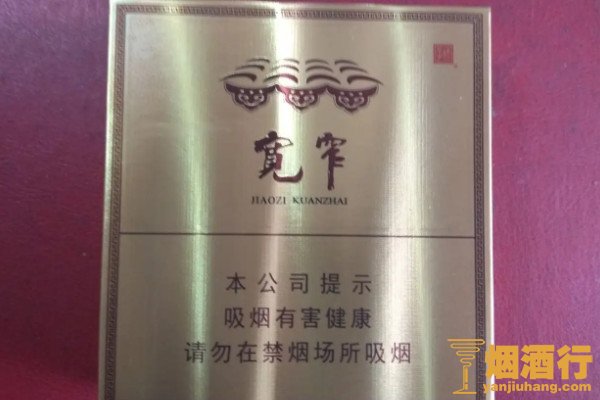 宽窄
JIAOZI KUANZHAI
本公司提示
吸烟有害健康
请勿在禁烟场所吸烟
烟酒行
yanjiuhang.com